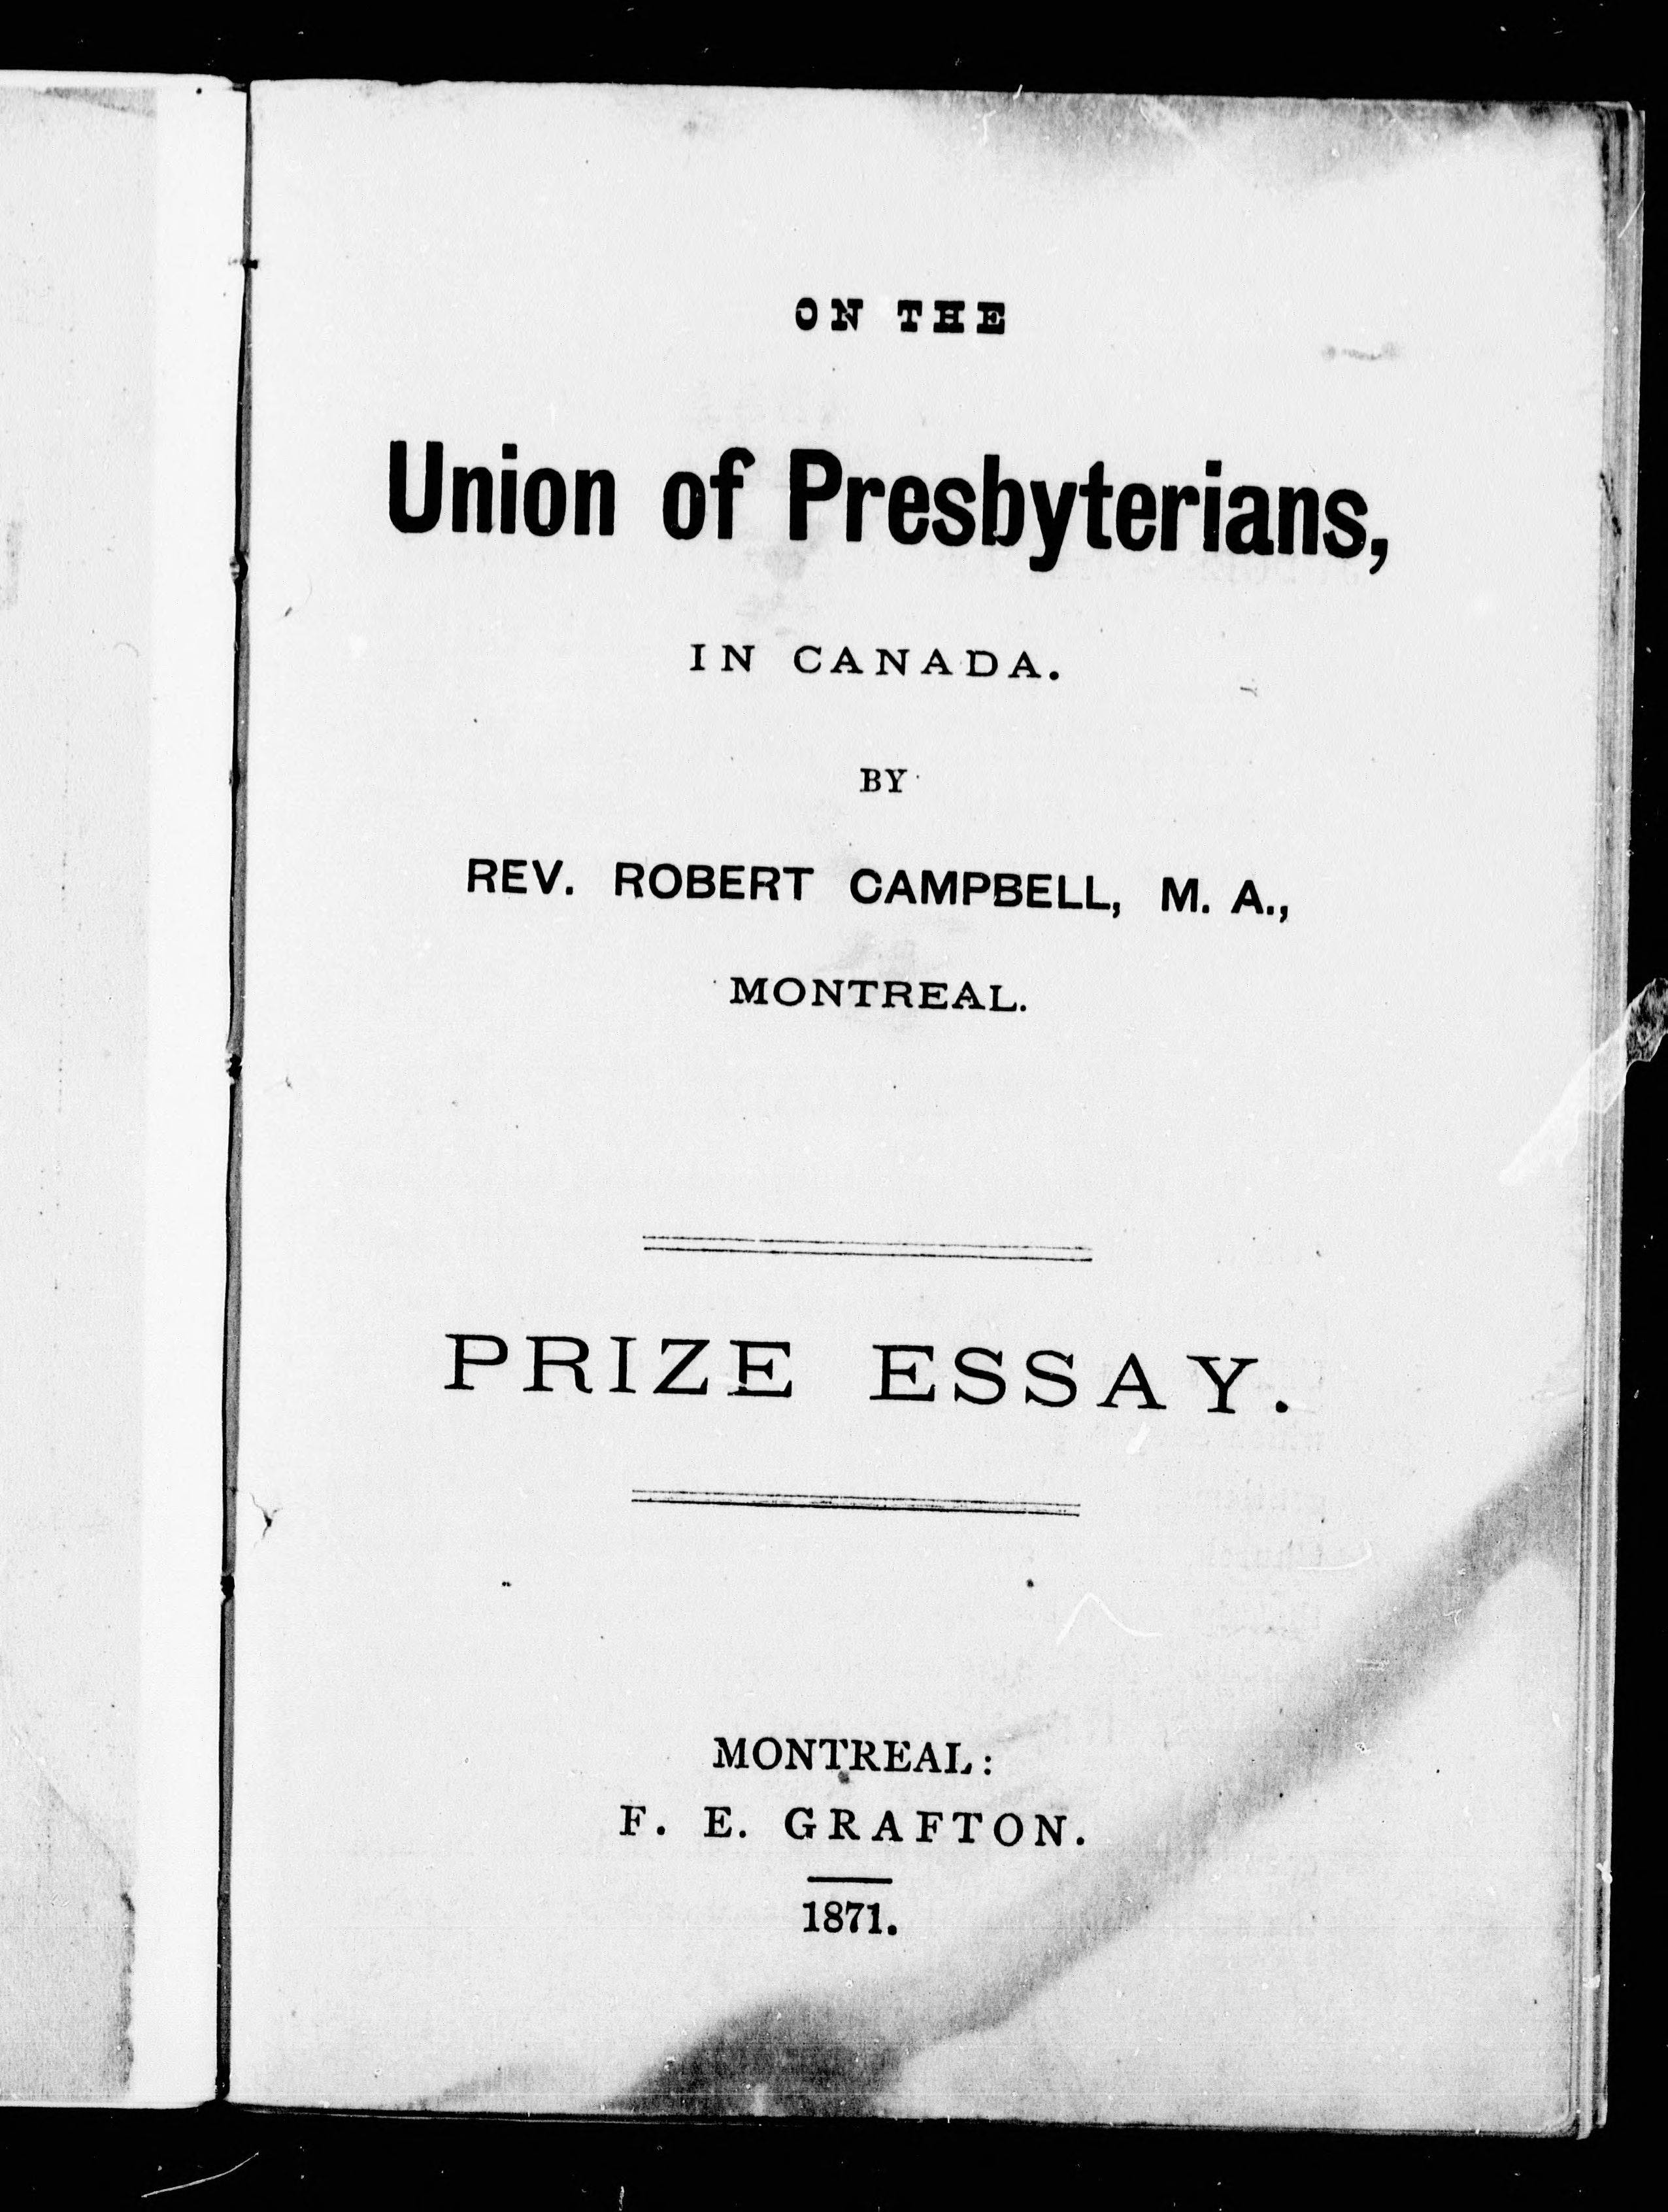 ON THE
Union of Presbyterians,
IN CANADA.
BY
REV. ROBERT CAMPBELL, M. A.,
MONTREAL.
PRIZE ESSAY.
MONTREAL:
F. E. GRAFTON.
1871.